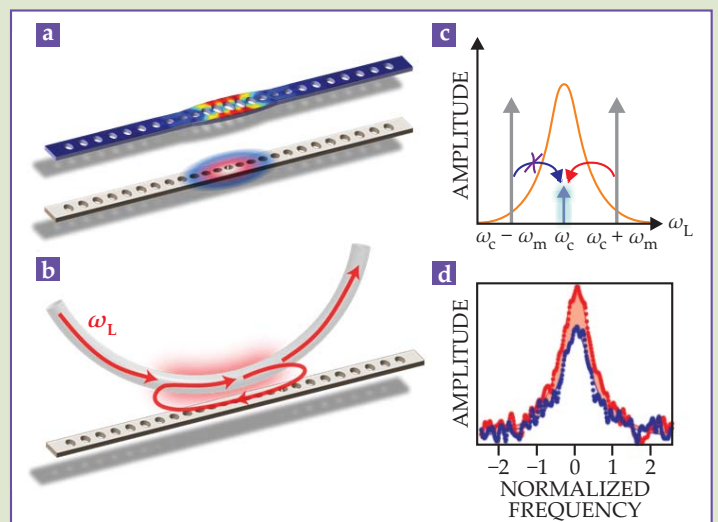 a
b
ω_L
c
AMPLITUDE
ω_c − ω_m ω_c ω_c + ω_m ω_L
d
AMPLITUDE
−2 −1 0 1 2
NORMALIZED
FREQUENCY